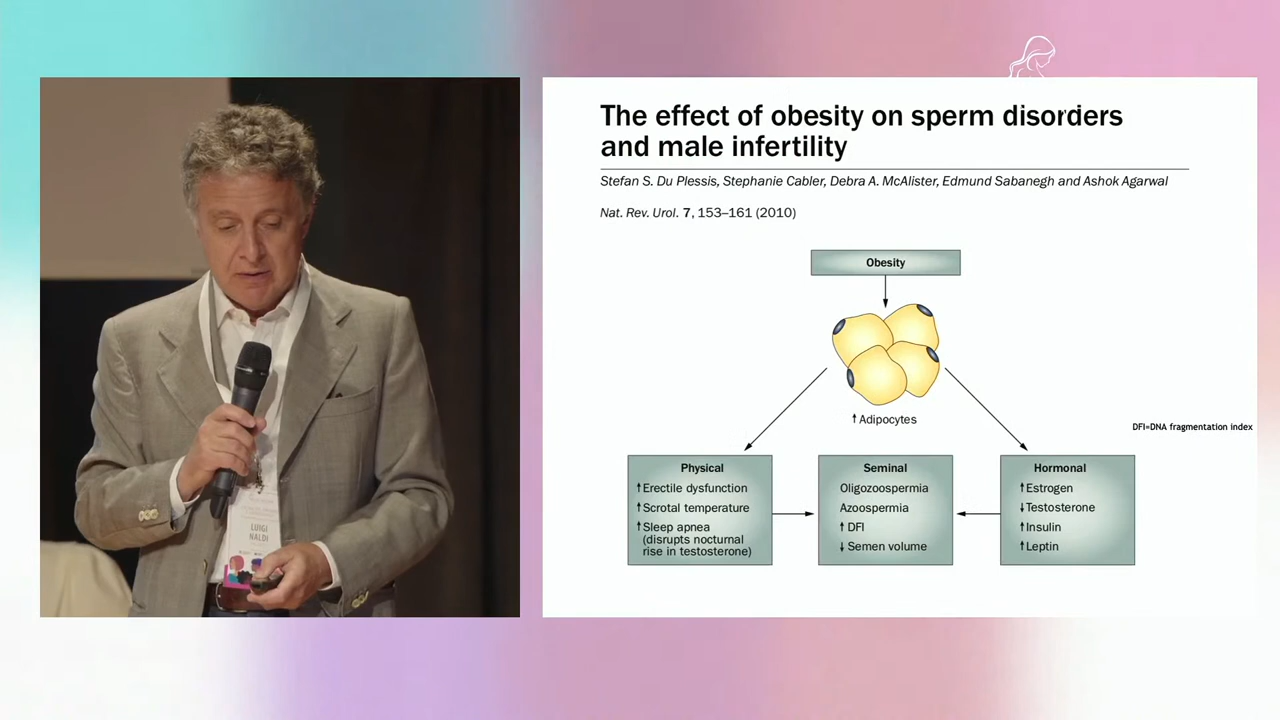 The effect of obesity on sperm disorders
and male infertility
Stefan S. Du Plessis, Stephanie Cabler, Debra A. McAlister, Edmund Sabanegh and Ashok Agarwal
Nat. Rev. Urol. 7, 153–161 (2010)
Obesity
↑ Adipocytes
DFI=DNA fragmentation index
Physical
↑ Erectile dysfunction
↑ Scrotal temperature
↑ Sleep apnea
(disrupts nocturnal
rise in testosterone)
Seminal
Oligozoospermia
Azoospermia
↑ DFI
↓ Semen volume
Hormonal
↑ Estrogen
↓ Testosterone
↑ Insulin
↑ Leptin
LUIGI
NALDI